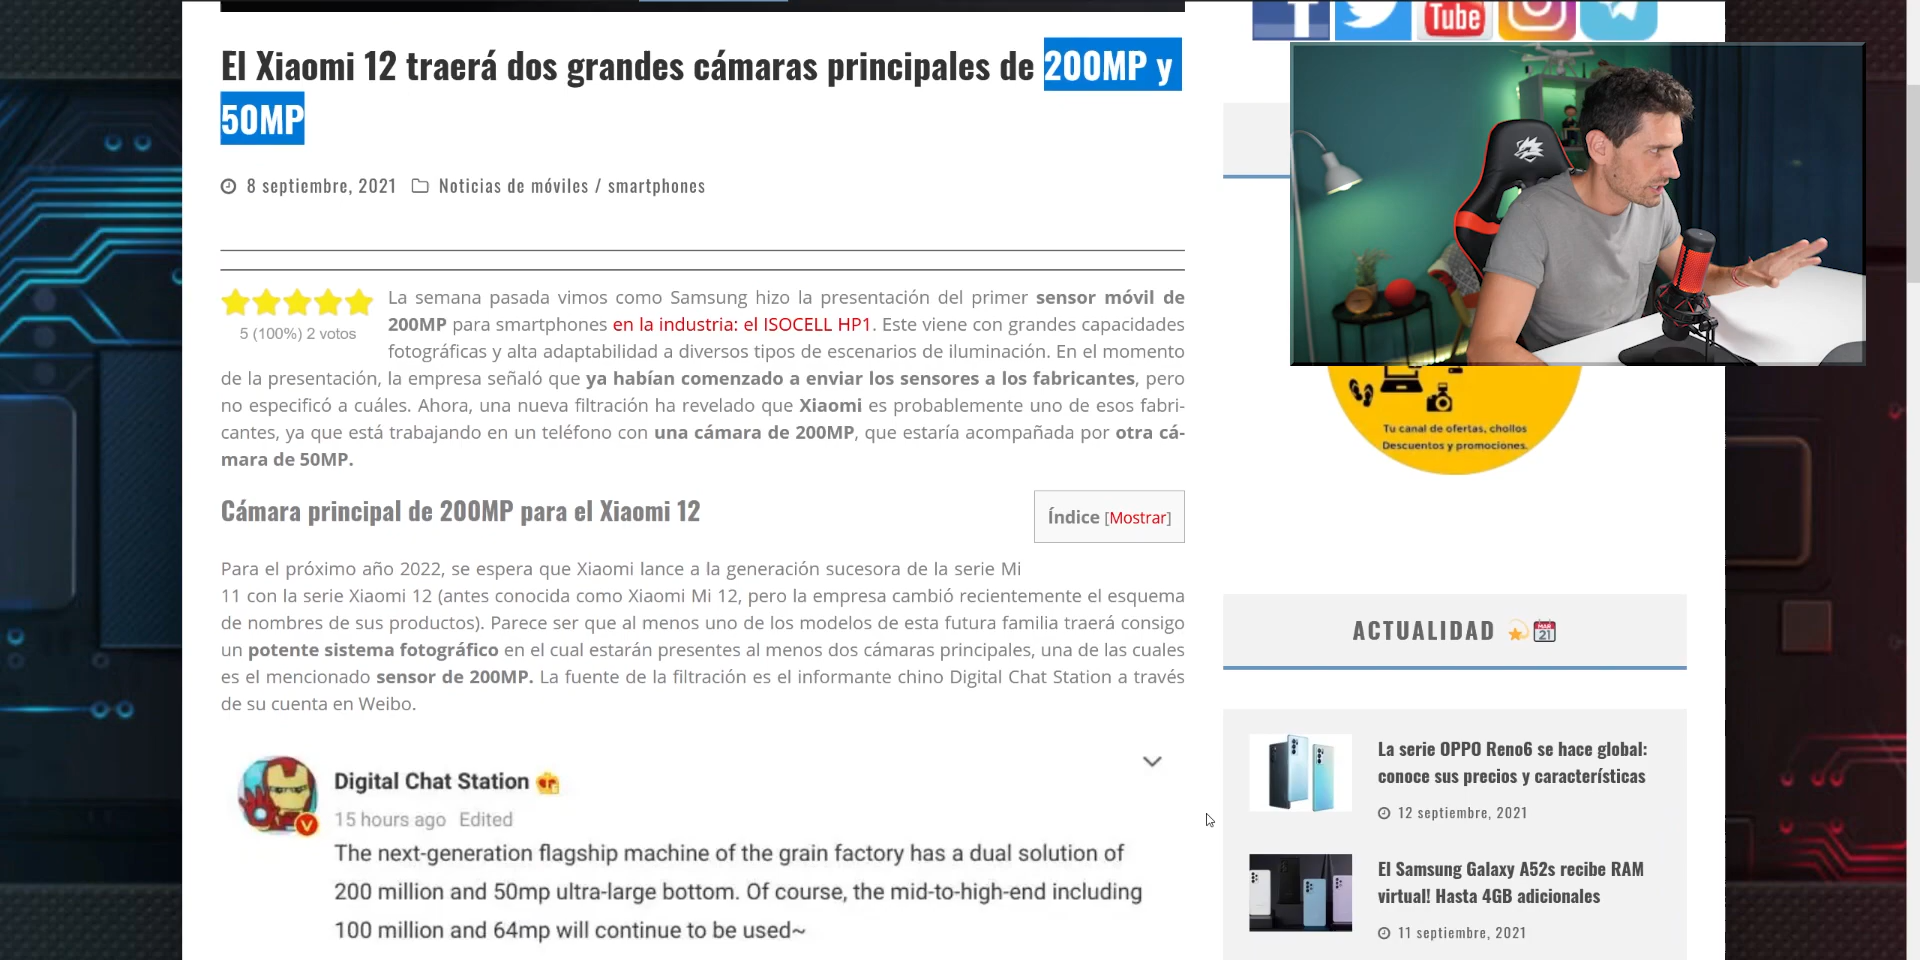 f
You
Tube
El Xiaomi 12 traerá dos grandes cámaras principales de 200MP y
50MP
8 septiembre, 2021 Noticias de móviles / smartphones
5 (100%) 2 votos
La semana pasada vimos como Samsung hizo la presentación del primer sensor móvil de
200MP para smartphones en la industria: el ISOCELL HP1. Este viene con grandes capacidades
fotográficas y alta adaptabilidad a diversos tipos de escenarios de iluminación. En el momento
de la presentación, la empresa señaló que ya habían comenzado a enviar los sensores a los fabricantes, pero
no especificó a cuáles. Ahora, una nueva filtración ha revelado que Xiaomi es probablemente uno de esos fabri-
cantes, ya que está trabajando en un teléfono con una cámara de 200MP, que estaría acompañada por otra cá-
mara de 50MP.
Cámara principal de 200MP para el Xiaomi 12
Índice [Mostrar]
Para el próximo año 2022, se espera que Xiaomi lance a la generación sucesora de la serie Mi
11 con la serie Xiaomi 12 (antes conocida como Xiaomi Mi 12, pero la empresa cambió recientemente el esquema
de nombres de sus productos). Parece ser que al menos uno de los modelos de esta futura familia traerá consigo
un potente sistema fotográfico en el cual estarán presentes al menos dos cámaras principales, una de las cuales
es el mencionado sensor de 200MP. La fuente de la filtración es el informante chino Digital Chat Station a través
de su cuenta en Weibo.
Digital Chat Station
15 hours ago Edited
The next-generation flagship machine of the grain factory has a dual solution of
200 million and 50mp ultra-large bottom. Of course, the mid-to-high-end including
100 million and 64mp will continue to be used~
Tu canal de ofertas, chollos
Descuentos y promociones.
ACTUALIDAD
MAR
21
La serie OPPO Reno6 se hace global:
conoce sus precios y características
12 septiembre, 2021
El Samsung Galaxy A52s recibe RAM
virtual! Hasta 4GB adicionales
11 septiembre, 2021